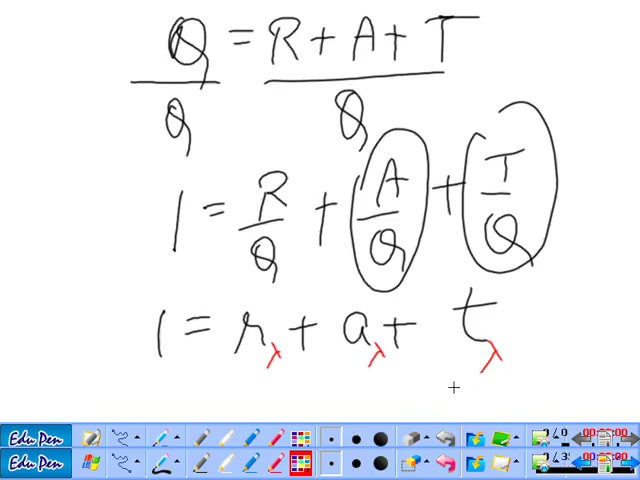 Q = R + A + T
Q Q
1 = R/Q + A/Q + T/Q
1 = r λ + a λ + t λ
Edu Pen
Edu Pen